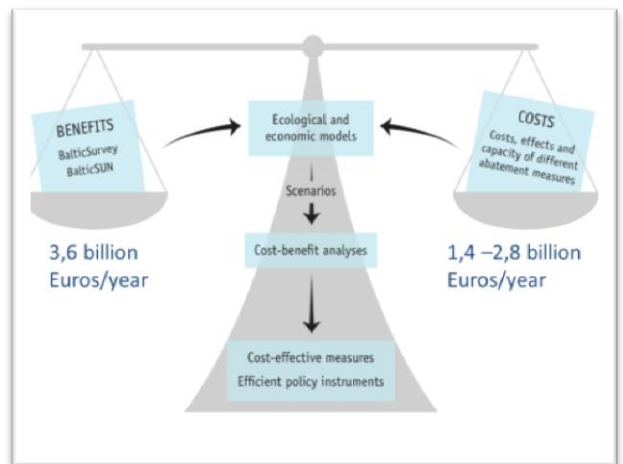 BENEFITS
BalticSurvey
BalticSUN
3,6 billion
Euros/year
Ecological and
economic models
Scenarios
Cost-benefit analyses
Cost-effective measures
Efficient policy instruments
COSTS
Costs, effects and
capacity of different
abatement measures
1,4 –2,8 billion
Euros/year